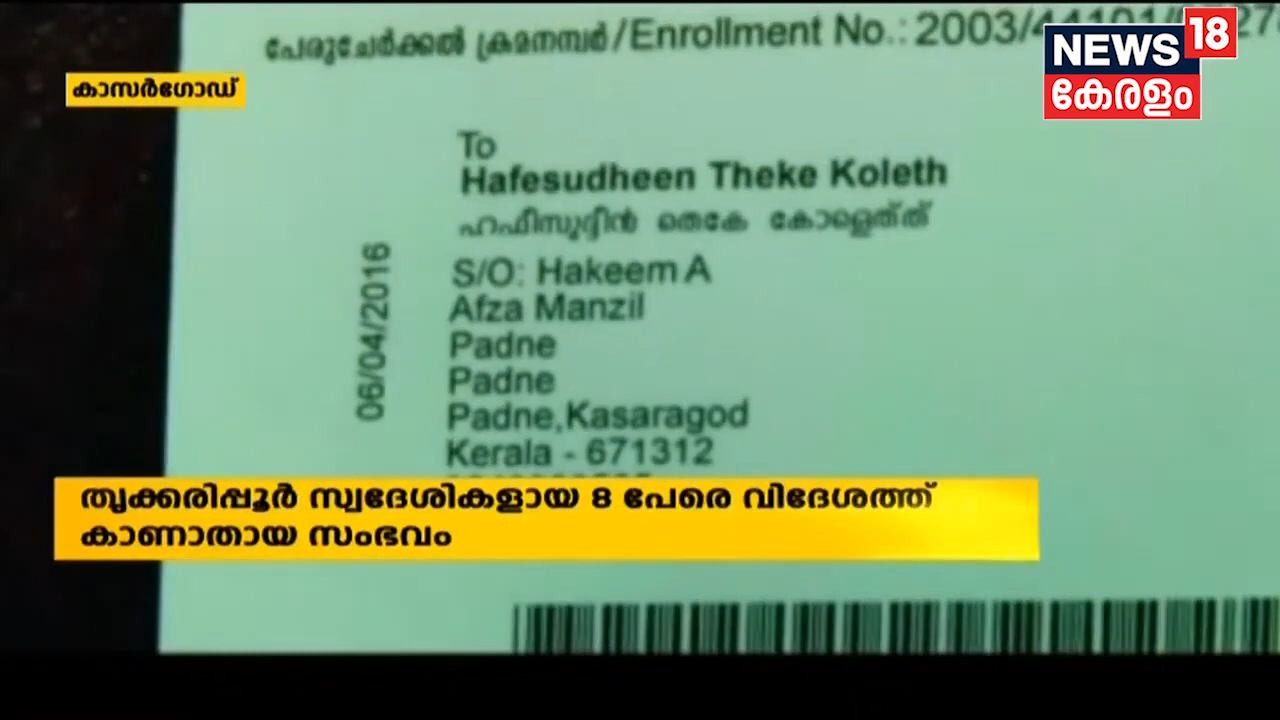 പേരുചേർക്കൽ ക്രമനമ്പർ/Enrollment No.: 2003/
NEWS 18
കേരളം
കാസർഗോഡ്
To
Hafesudheen Theke Koleth
ഹഫീസുദ്ദീൻ തെകേ കോളെത്ത്
S/O: Hakeem A
Afza Manzil
Padne
Padne
Padne,Kasaragod
Kerala - 671312
06/04/2016
തൃക്കരിപ്പൂർ സ്വദേശികളായ 8 പേരെ വിദേശത്ത്
കാണാതായ സംഭവം